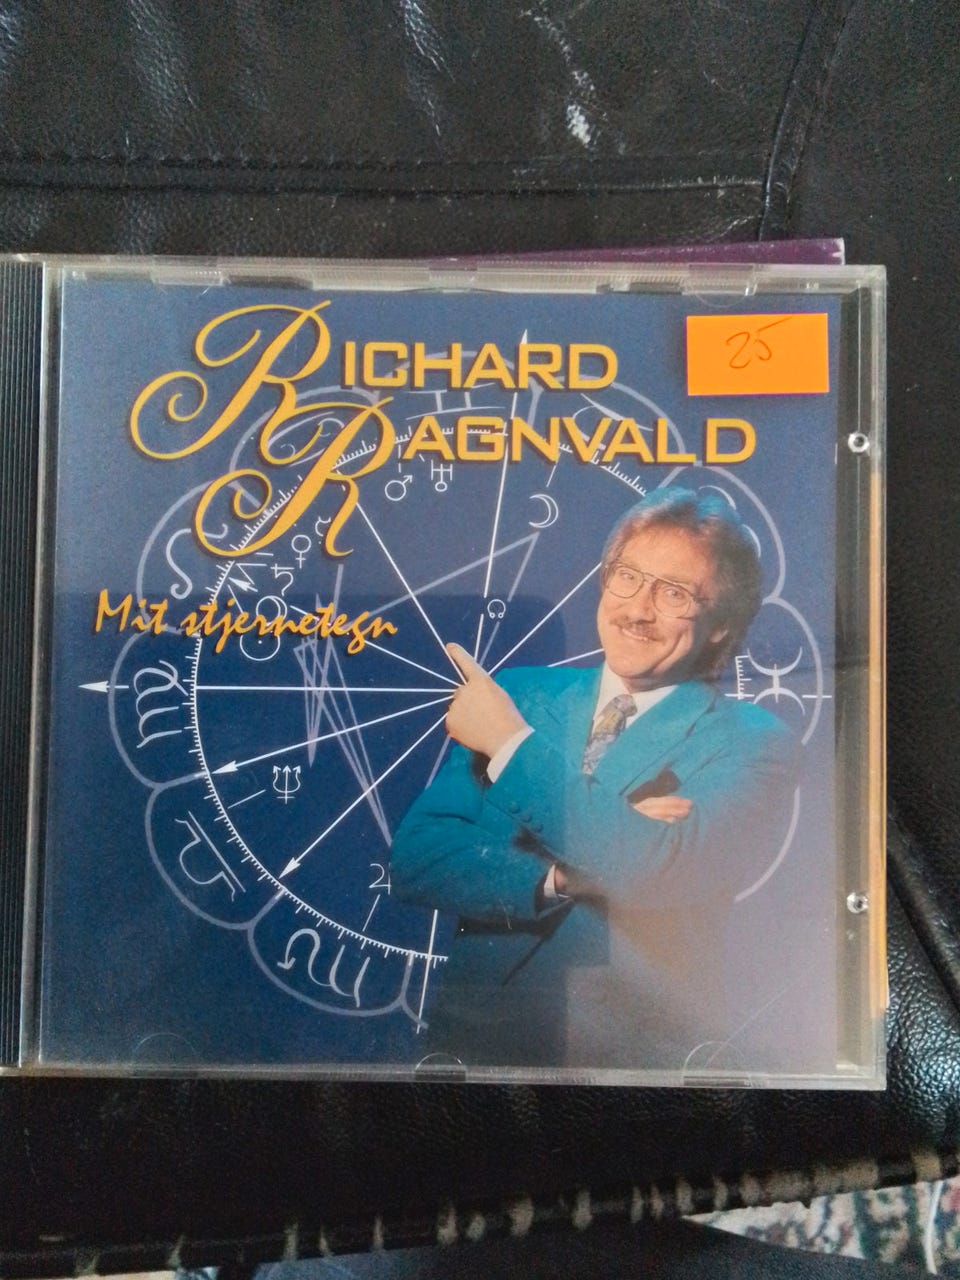 RICHARD
RAGNVALD
25
Mit stjernetegn